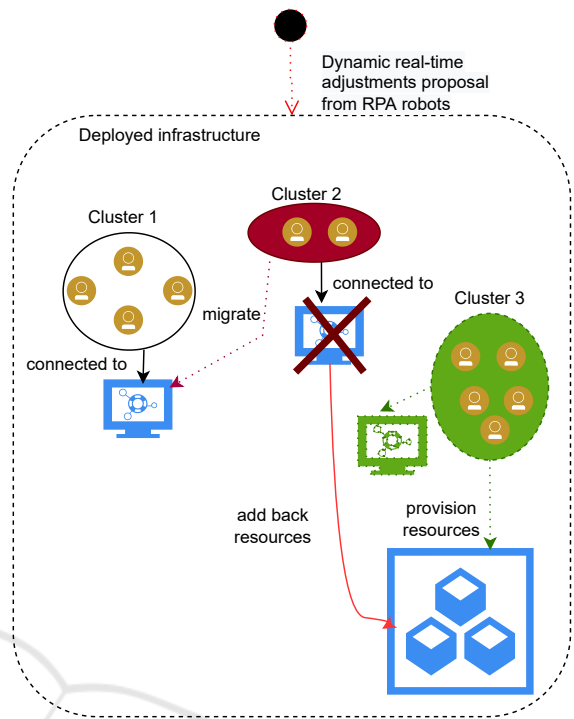 Dynamic real-time
adjustments proposal
from RPA robots
Deployed infrastructure
Cluster 2
Cluster 1
connected to
Cluster 3
migrate
connected to
provision
resources
add back
resources